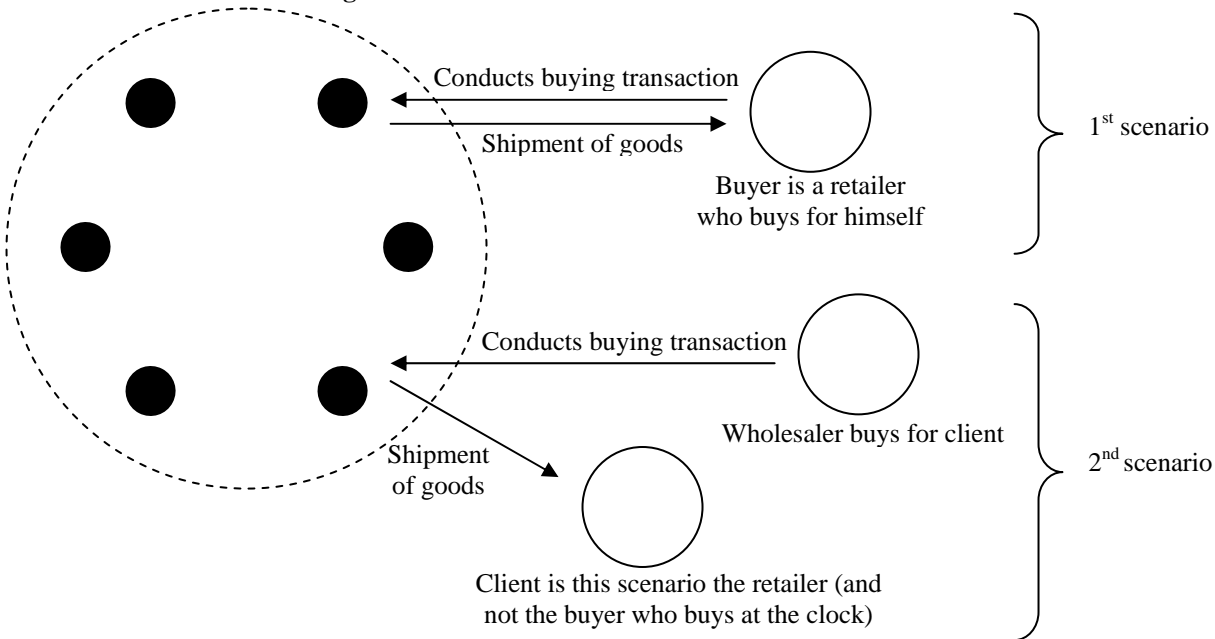 Conducts buying transaction
Shipment of goods
Buyer is a retailer
who buys for himself
1st scenario
Conducts buying transaction
Wholesaler buys for client
Shipment
of goods
2nd scenario
Client is this scenario the retailer (and
not the buyer who buys at the clock)